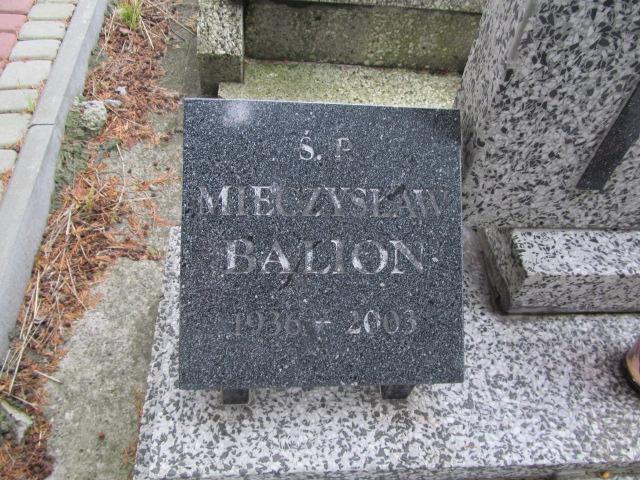 Ś. P.
MIECZYSŁAW
BALION
1936 - 2003